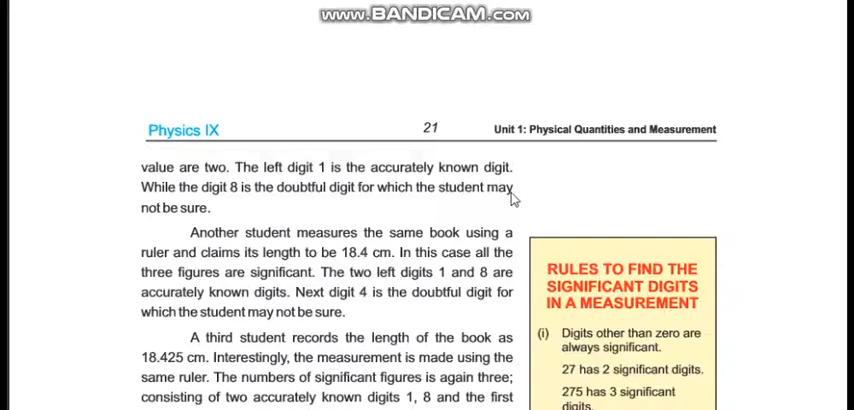 www.BANDICAM.com
Physics IX
21
Unit 1: Physical Quantities and Measurement
value are two. The left digit 1 is the accurately known digit.
While the digit 8 is the doubtful digit for which the student may
not be sure.
Another student measures the same book using a
ruler and claims its length to be 18.4 cm. In this case all the
three figures are significant. The two left digits 1 and 8 are
accurately known digits. Next digit 4 is the doubtful digit for
which the student may not be sure.
A third student records the length of the book as
18.425 cm. Interestingly, the measurement is made using the
same ruler. The numbers of significant figures is again three;
consisting of two accurately known digits 1, 8 and the first
RULES TO FIND THE
SIGNIFICANT DIGITS
IN A MEASUREMENT
(i) Digits other than zero are
always significant.
27 has 2 significant digits.
275 has 3 significant
digits.